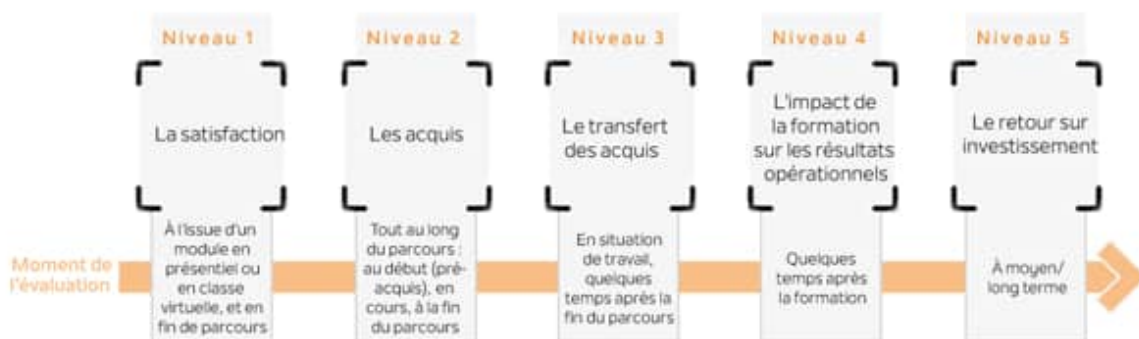 Niveau 1
Niveau 2
Niveau 3
Niveau 4
Niveau 5
La satisfaction
Les acquis
Le transfert
des acquis
L'impact de
la formation
sur les résultats
opérationnels
Le retour sur
investissement
Moment de
l'évaluation
À l'issue d'un
module en
présentiel ou
en classe
virtuelle, et en
fin de parcours
Tout au long
du parcours :
au début (pré-
acquis), en
cours, à la fin
du parcours
En situation
de travail,
quelques
temps après la
fin du parcours
Quelques
temps après
la formation
À moyen/
long terme